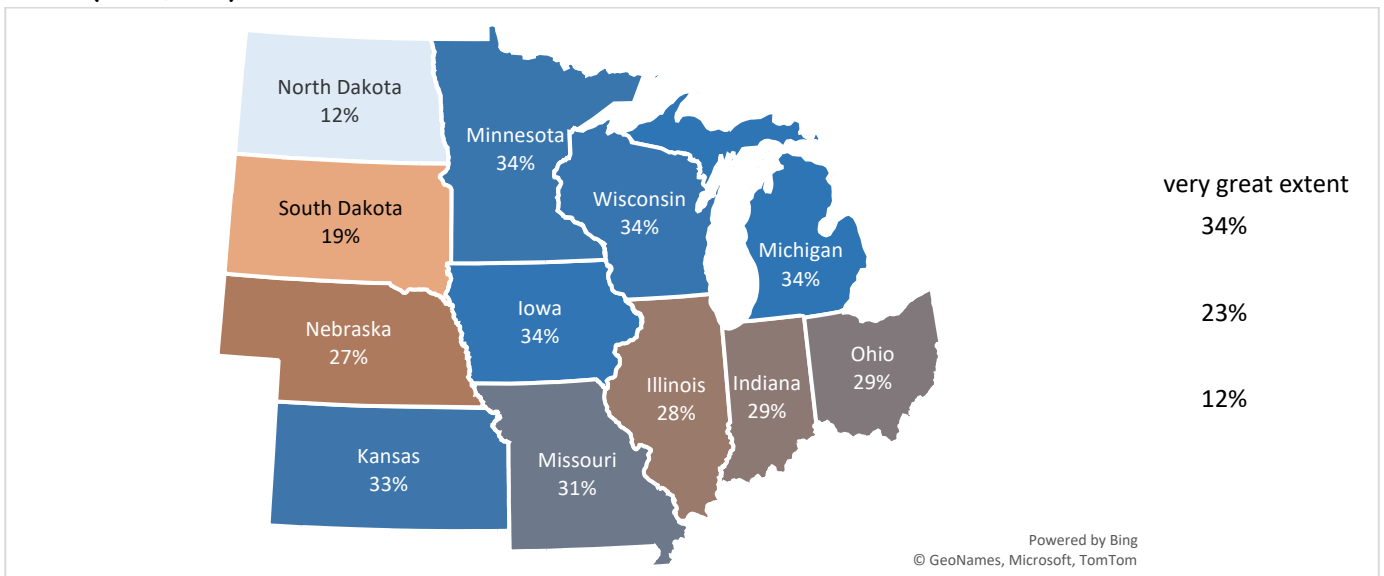 North Dakota
12%
Minnesota
34%
South Dakota
19%
Wisconsin
34%
Michigan
34%
very great extent
34%
23%
12%
Nebraska
27%
Iowa
34%
Illinois
28%
Indiana
29%
Ohio
29%
Kansas
33%
Missouri
31%
Powered by Bing
© GeoNames, Microsoft, TomTom